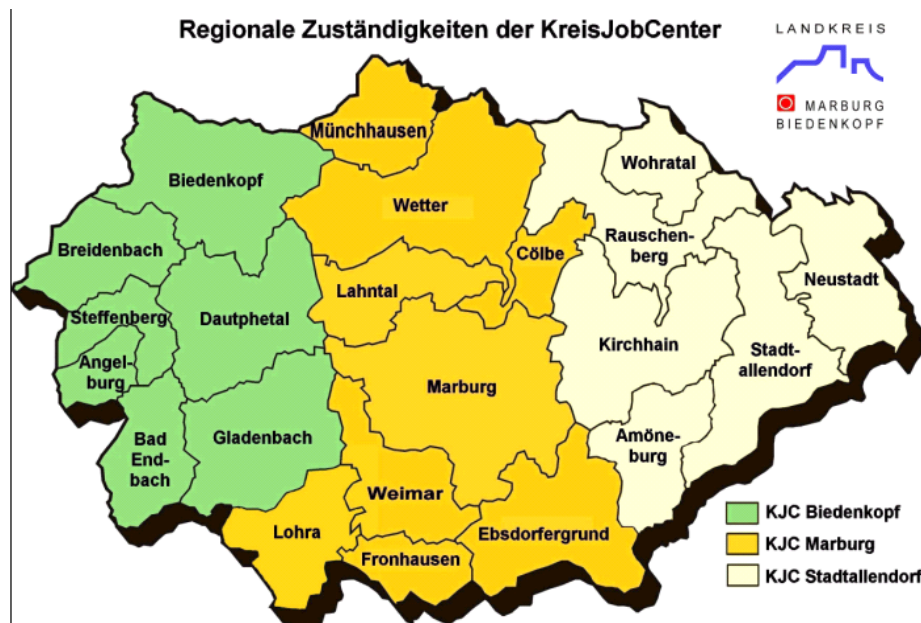 Regionale Zuständigkeiten der KreisJobCenter
LANDKREIS
MARBURG
BIEDENKOPF
Münchhausen
Wohratal
Biedenkopf
Wetter
Breidenbach
Cölbe
Rauschen-
berg
Neustadt
Lahntal
Steffenberg
Dautphetal
Kirchhain
Stadt-
allendorf
Angel-
burg
Marburg
Gladenbach
Bad
End-
bach
Amöne-
burg
Weimar
Lohra
Ebsdorfergrund
Fronhausen
KJC Biedenkopf
KJC Marburg
KJC Stadtallendorf